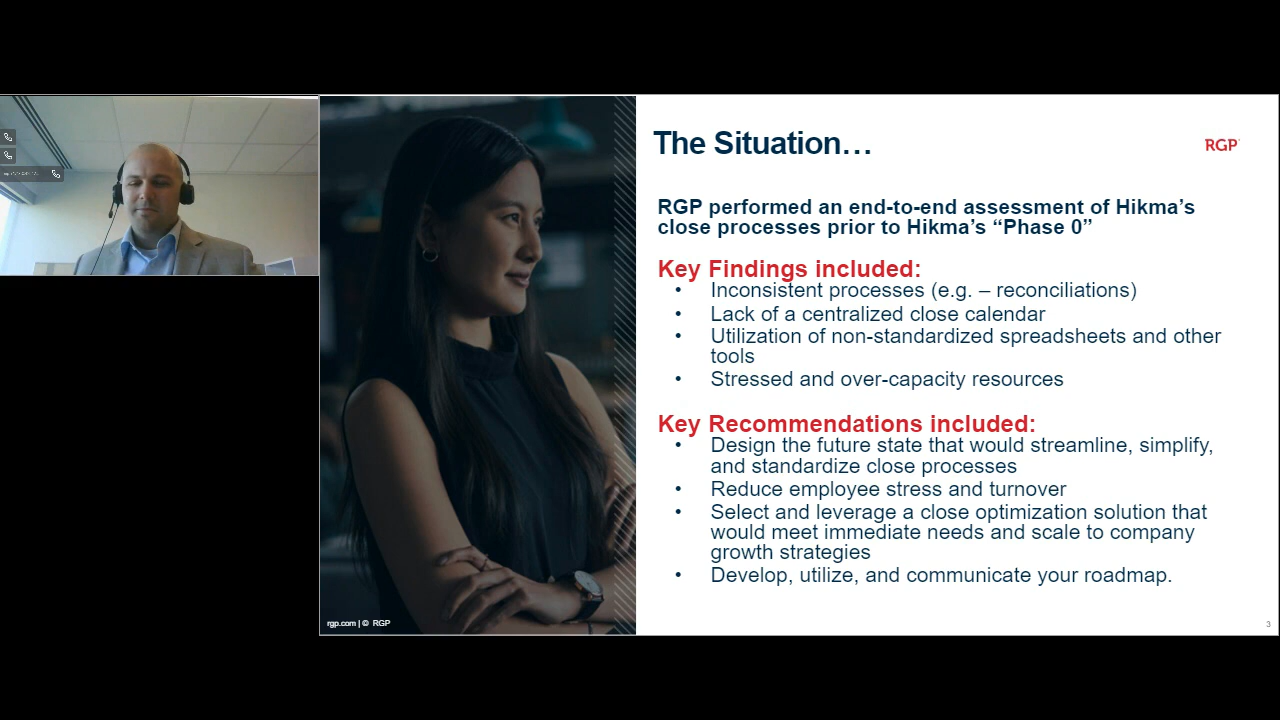 The Situation…
RGP
RGP performed an end-to-end assessment of Hikma’s
close processes prior to Hikma’s “Phase 0”
Key Findings included:
• Inconsistent processes (e.g. – reconciliations)
• Lack of a centralized close calendar
• Utilization of non-standardized spreadsheets and other
tools
• Stressed and over-capacity resources
Key Recommendations included:
• Design the future state that would streamline, simplify,
and standardize close processes
• Reduce employee stress and turnover
• Select and leverage a close optimization solution that
would meet immediate needs and scale to company
growth strategies
• Develop, utilize, and communicate your roadmap.
rgp.com | © RGP
3